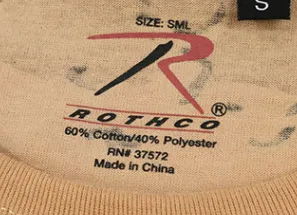 S
SIZE: SML
R®
ROTHCO
60% Cotton/40% Polyester
RN# 37572
Made in China